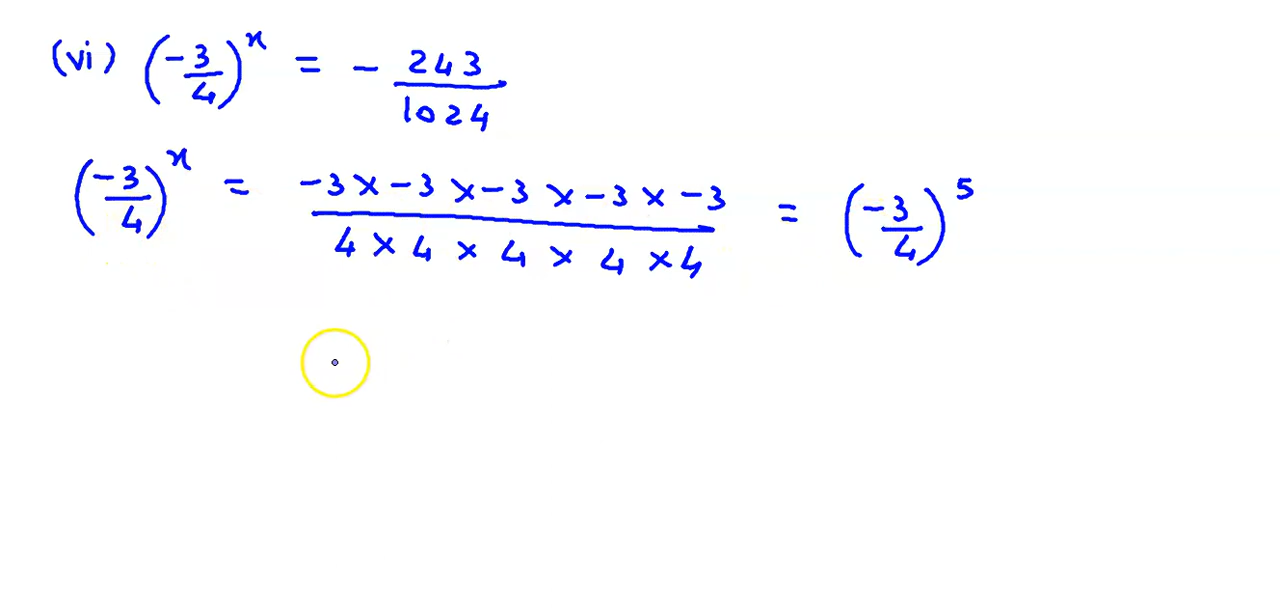 (vi) (-3/4)^x = - 243/1024
(-3/4)^x = -3 x -3 x -3 x -3 x -3 / 4 x 4 x 4 x 4 x 4 = (-3/4)^5